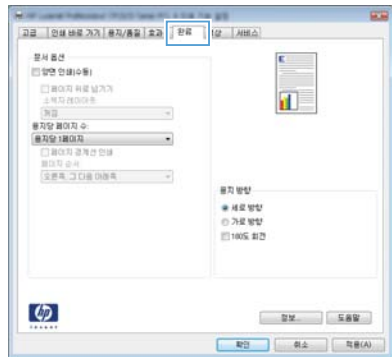 고급 인쇄 바로 가기 용지/품질 효과 완료 서비스
문서 옵션
양면 인쇄(수동)
페이지 위로 넘기기
소책자 레이아웃
꺼짐
용지당 페이지 수:
용지당 1페이지
페이지 경계선 인쇄
페이지 순서
오른쪽, 그 다음 아래쪽
용지 방향
세로 방향
가로 방향
180도 회전
정보...
도움말
확인
취소
적용(A)